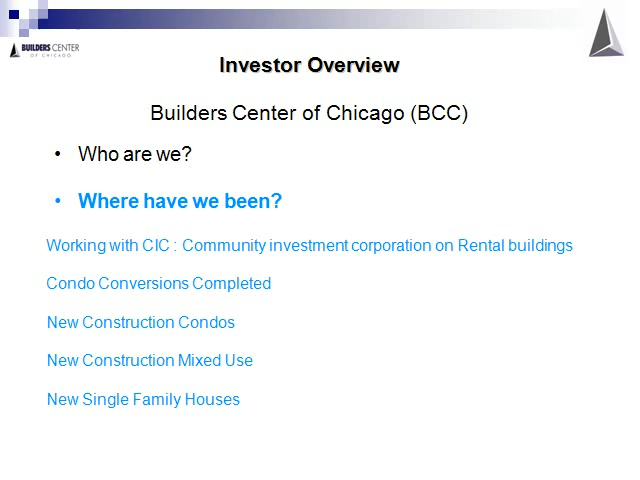 BUILDERS CENTER
OF CHICAGO
Investor Overview
Builders Center of Chicago (BCC)
• Who are we?
• Where have we been?
Working with CIC : Community investment corporation on Rental buildings
Condo Conversions Completed
New Construction Condos
New Construction Mixed Use
New Single Family Houses